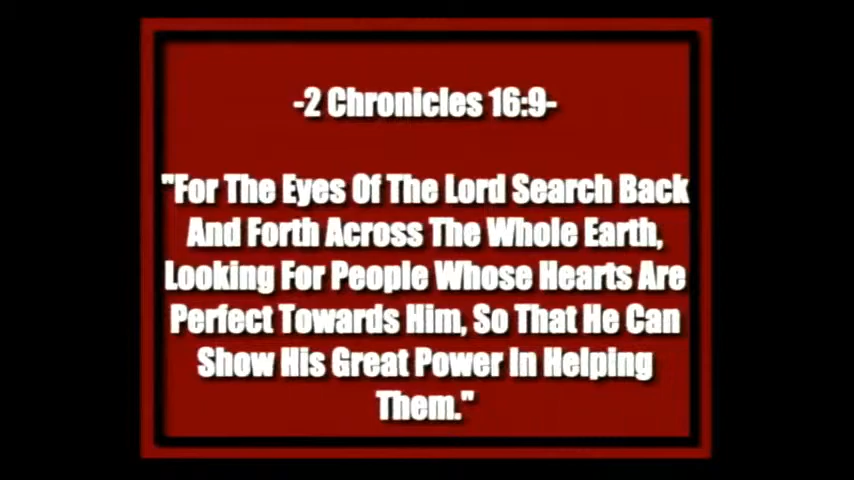 -2 Chronicles 16:9-
"For The Eyes Of The Lord Search Back
And Forth Across The Whole Earth,
Looking For People Whose Hearts Are
Perfect Towards Him, So That He Can
Show His Great Power In Helping
Them."